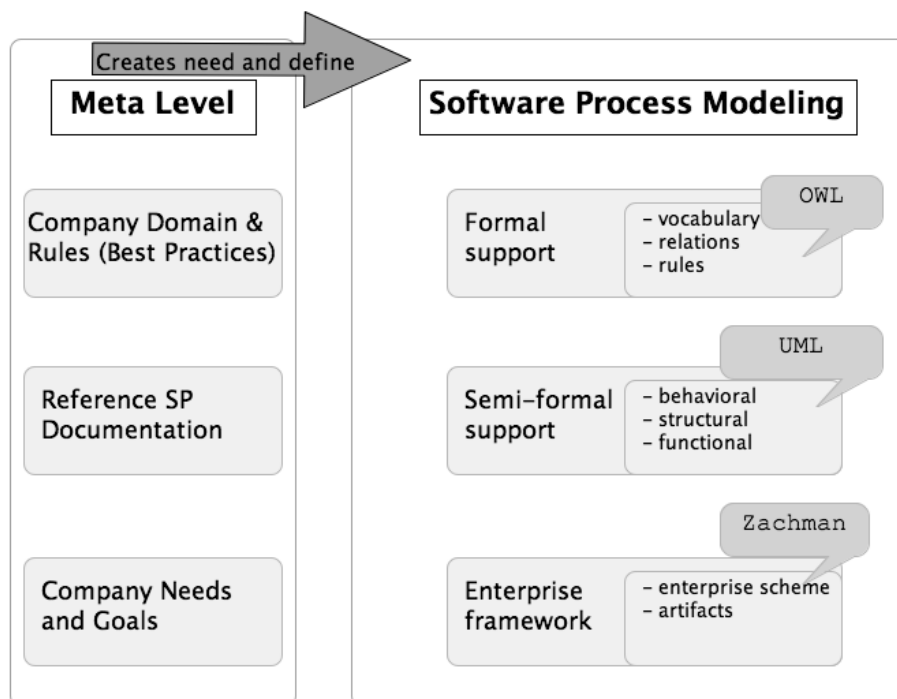 Creates need and define
Meta Level
Software Process Modeling
Company Domain &
Rules (Best Practices)
Formal
support
- vocabulary
- relations
- rules
OWL
Reference SP
Documentation
Semi-formal
support
- behavioral
- structural
- functional
UML
Company Needs
and Goals
Enterprise
framework
- enterprise scheme
- artifacts
Zachman